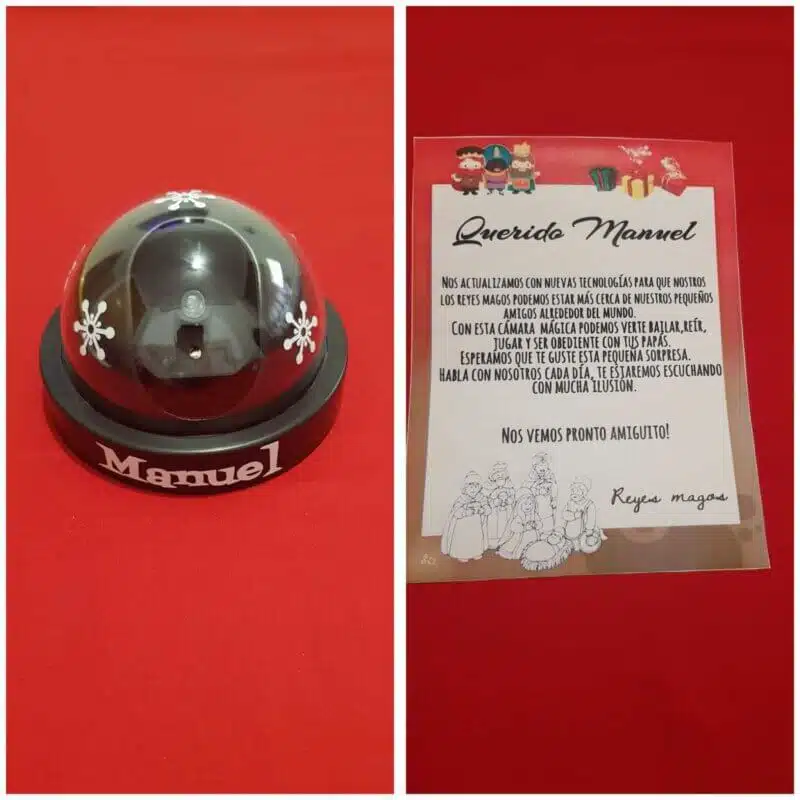 Manuel
Querido Manuel
Nos actualizamos con nuevas tecnologías para que nostros
los reyes magos podemos estar más cerca de nuestros pequeños
amigos alrededor del mundo.
Con esta cámara mágica podemos verte bailar,reír,
jugar y ser obediente con tus papás.
Esperamos que te guste esta pequeña sorpresa.
Habla con nosotros cada día, te estaremos escuchando
con mucha ilusión.
Nos vemos pronto amiguito!
Reyes magos